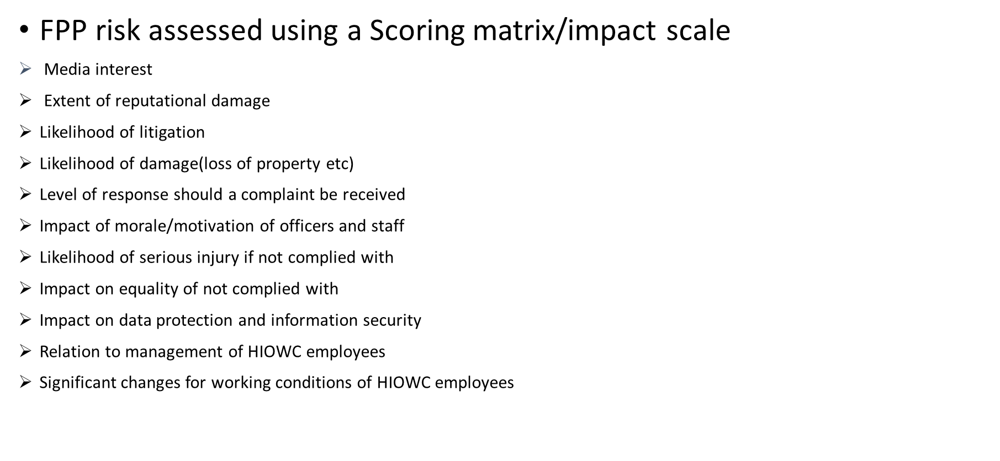 • FPP risk assessed using a Scoring matrix/impact scale
➢ Media interest
➢ Extent of reputational damage
➢ Likelihood of litigation
➢ Likelihood of damage(loss of property etc)
➢ Level of response should a complaint be received
➢ Impact of morale/motivation of officers and staff
➢ Likelihood of serious injury if not complied with
➢ Impact on equality of not complied with
➢ Impact on data protection and information security
➢ Relation to management of HIOWC employees
➢ Significant changes for working conditions of HIOWC employees